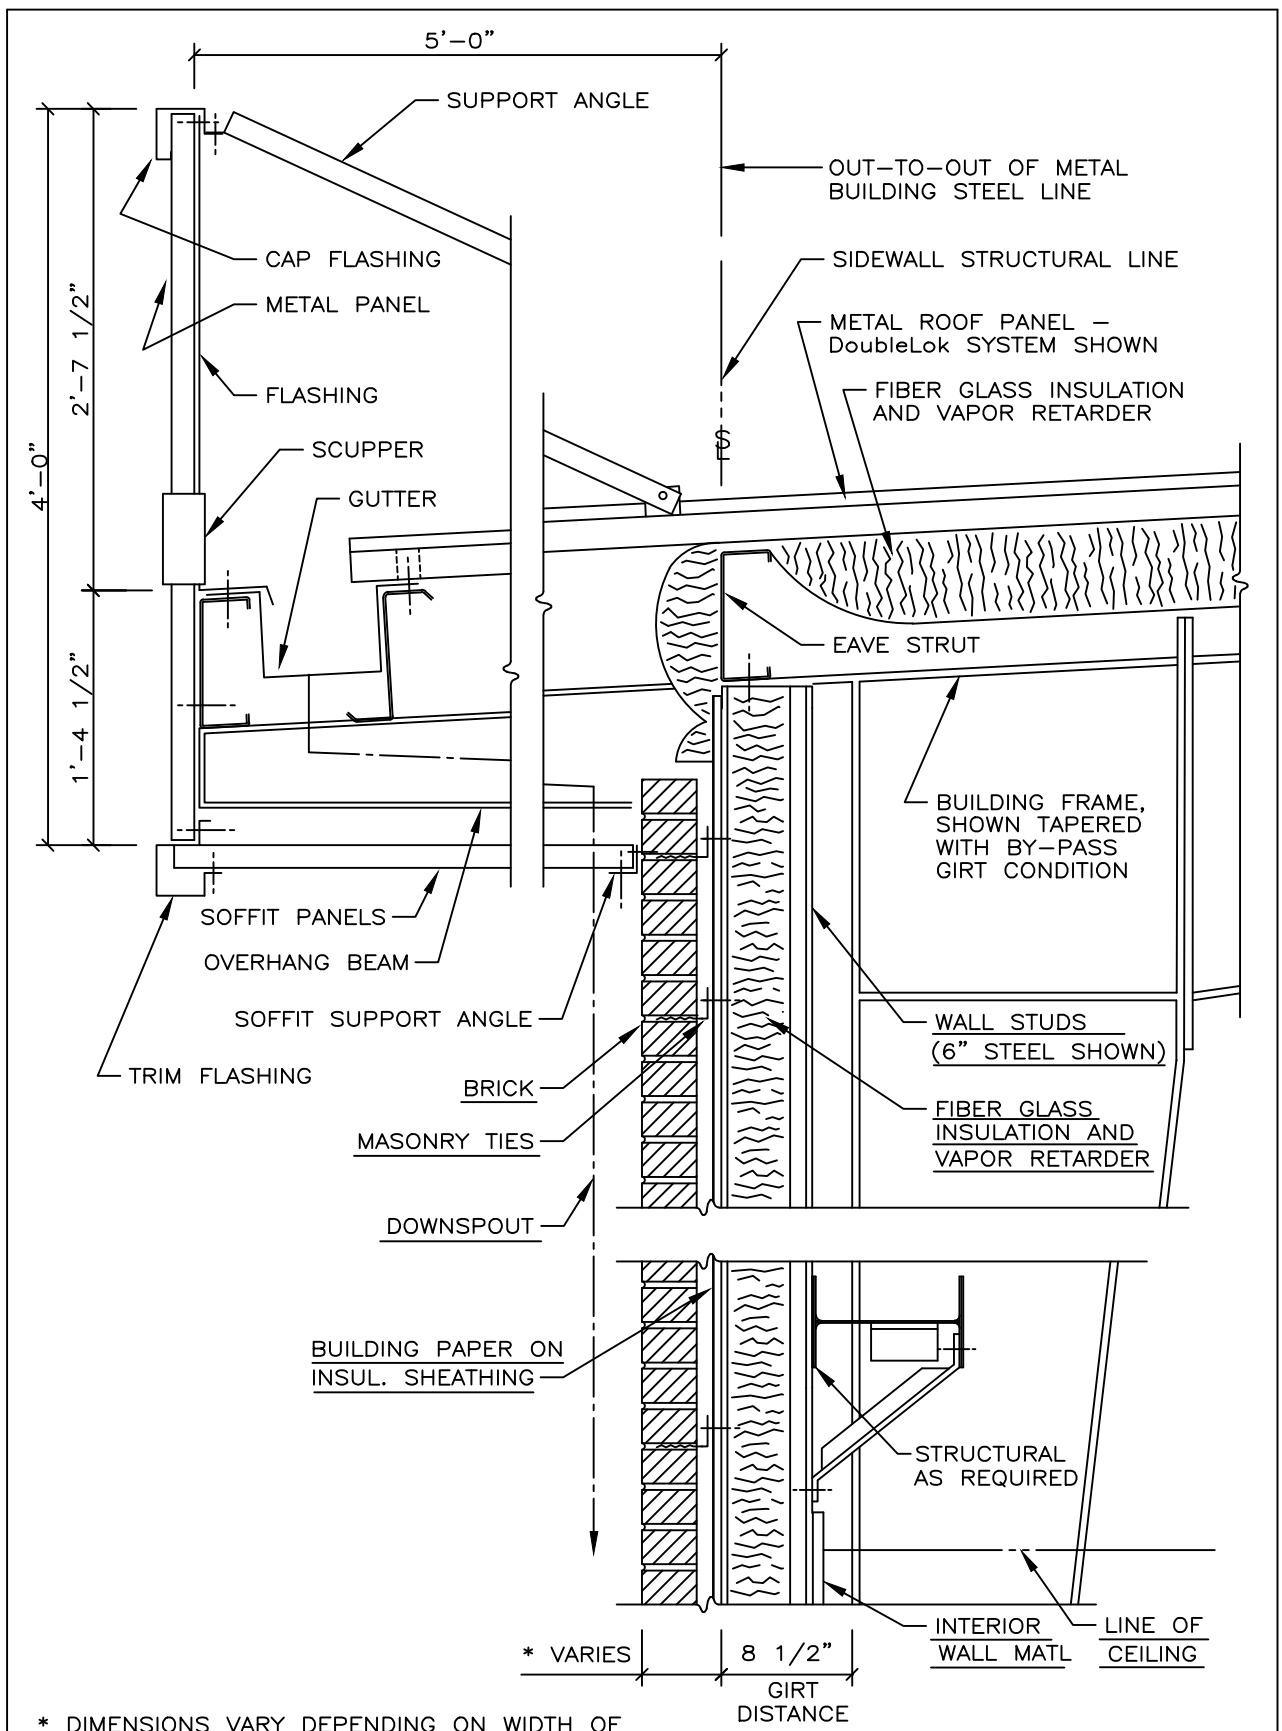 5'-0"
SUPPORT ANGLE
OUT-TO-OUT OF METAL
BUILDING STEEL LINE
CAP FLASHING
SIDEWALL STRUCTURAL LINE
METAL PANEL
METAL ROOF PANEL -
DoubleLok SYSTEM SHOWN
2'-7 1/2"
FLASHING
FIBER GLASS INSULATION
AND VAPOR RETARDER
SCUPPER
SL
4'-0"
GUTTER
EAVE STRUT
1'-4 1/2"
BUILDING FRAME,
SHOWN TAPERED
WITH BY-PASS
GIRT CONDITION
SOFFIT PANELS
OVERHANG BEAM
SOFFIT SUPPORT ANGLE
WALL STUDS
(6" STEEL SHOWN)
TRIM FLASHING
BRICK
FIBER GLASS
INSULATION AND
VAPOR RETARDER
MASONRY TIES
DOWNSPOUT
BUILDING PAPER ON
INSUL. SHEATHING
STRUCTURAL
AS REQUIRED
INTERIOR
WALL MATL
LINE OF
CEILING
* VARIES
8 1/2"
GIRT
DISTANCE
* DIMENSIONS VARY DEPENDING ON WIDTH OF